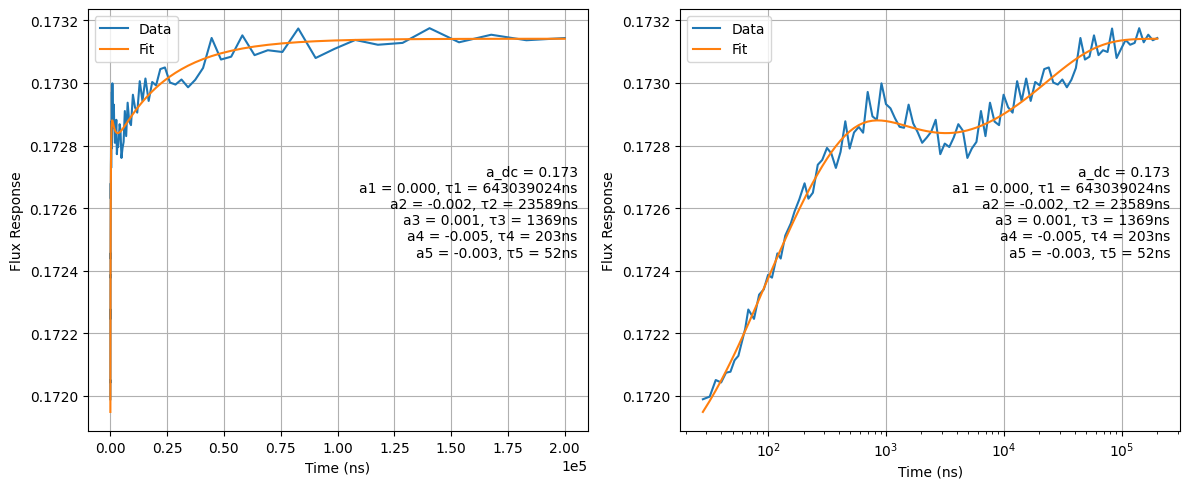 Data
Fit
0.1732
0.1730
0.1728
0.1726
0.1724
0.1722
0.1720
Flux Response
a_dc = 0.173
a1 = 0.000, τ1 = 643039024ns
a2 = -0.002, τ2 = 23589ns
a3 = 0.001, τ3 = 1369ns
a4 = -0.005, τ4 = 203ns
a5 = -0.003, τ5 = 52ns
0.00 0.25 0.50 0.75 1.00 1.25 1.50 1.75 2.00
1e5
Time (ns)
Data
Fit
0.1732
0.1730
0.1728
0.1726
0.1724
0.1722
0.1720
Flux Response
a_dc = 0.173
a1 = 0.000, τ1 = 643039024ns
a2 = -0.002, τ2 = 23589ns
a3 = 0.001, τ3 = 1369ns
a4 = -0.005, τ4 = 203ns
a5 = -0.003, τ5 = 52ns
10² 10³ 10⁴ 10⁵
Time (ns)